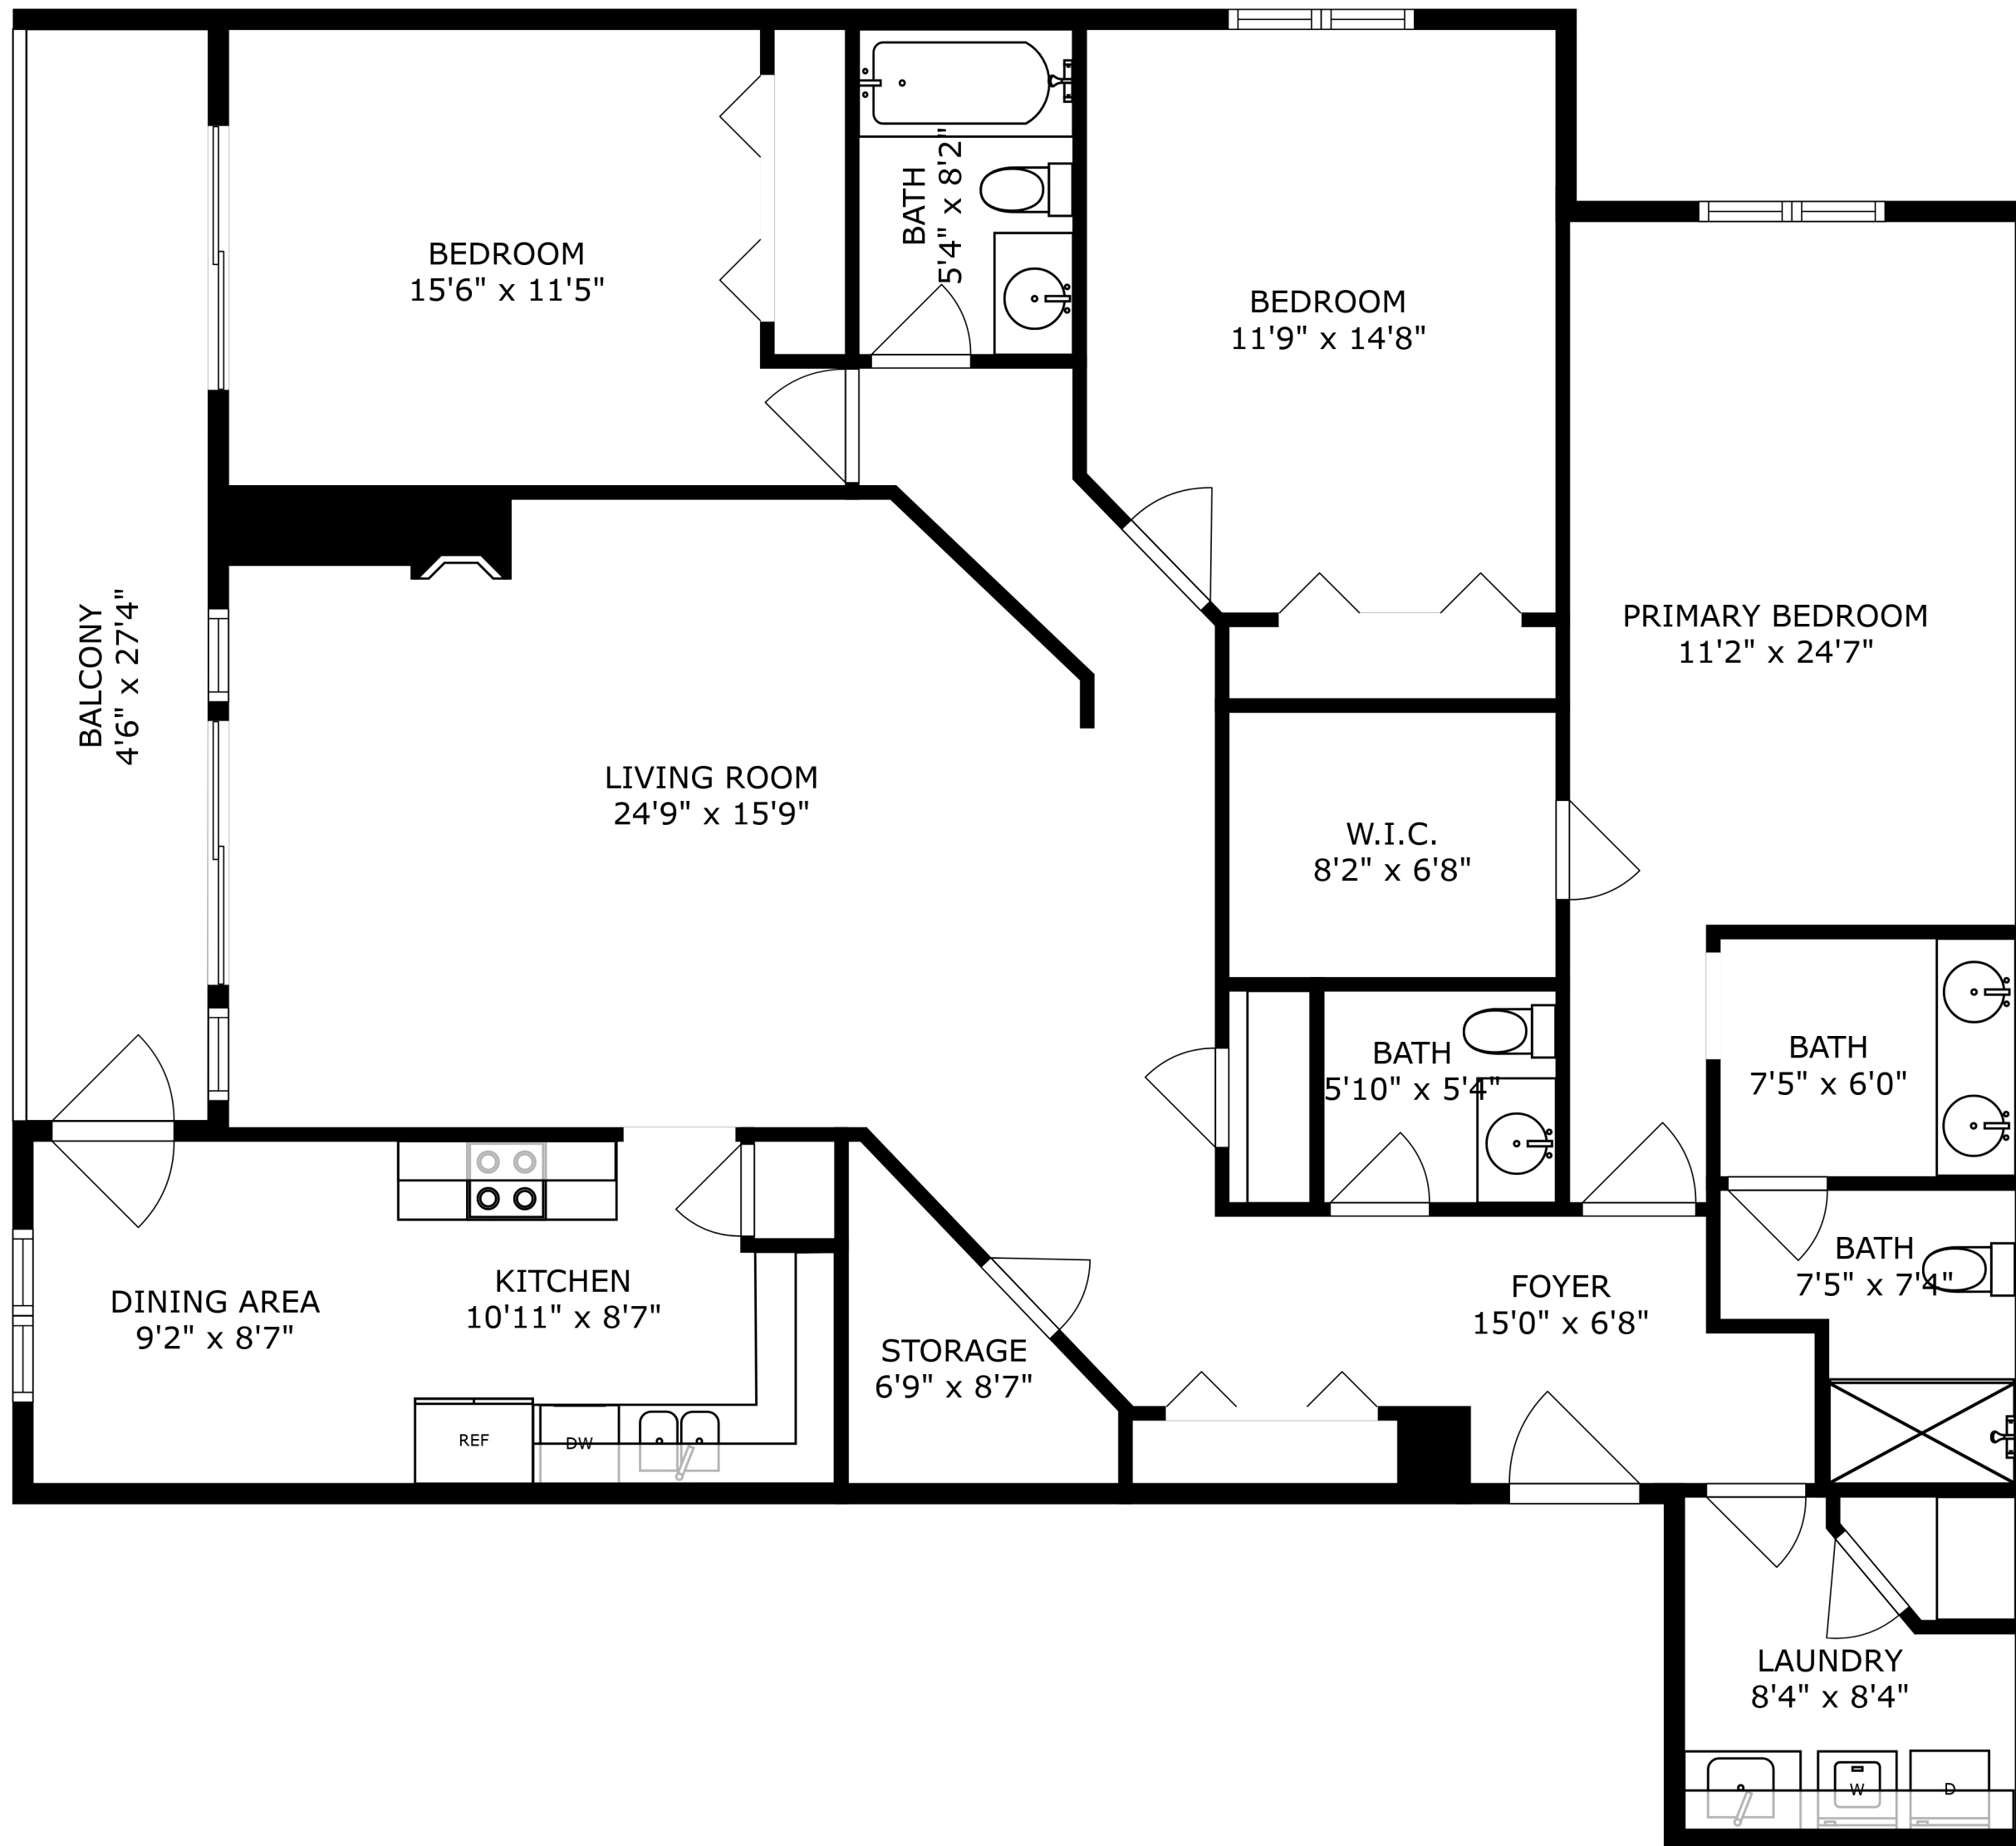 BEDROOM
15'6" x 11'5"
BATH
5'4" x 8'2"
BEDROOM
11'9" x 14'8"
PRIMARY BEDROOM
11'2" x 24'7"
BALCONY
4'6" x 27'4"
LIVING ROOM
24'9" x 15'9"
W.I.C.
8'2" x 6'8"
BATH
5'10" x 5'4"
BATH
7'5" x 6'0"
BATH
7'5" x 7'4"
DINING AREA
9'2" x 8'7"
KITCHEN
10'11" x 8'7"
FOYER
15'0" x 6'8"
STORAGE
6'9" x 8'7"
REF
DW
LAUNDRY
8'4" x 8'4"
W
D